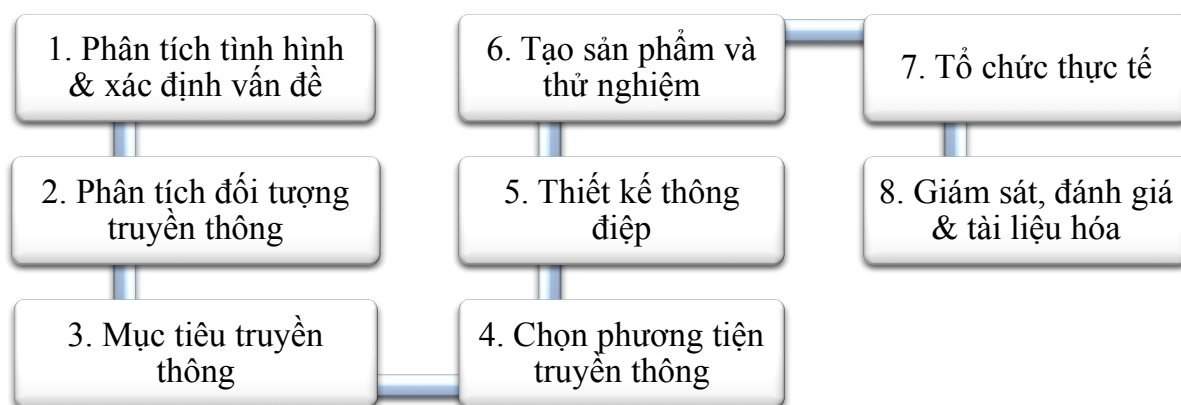 1. Phân tích tình hình
& xác định vấn đề
2. Phân tích đối tượng
truyền thông
3. Mục tiêu truyền
thông
4. Chọn phương tiện
truyền thông
5. Thiết kế thông
điệp
6. Tạo sản phẩm và
thử nghiệm
7. Tổ chức thực tế
8. Giám sát, đánh giá
& tài liệu hóa